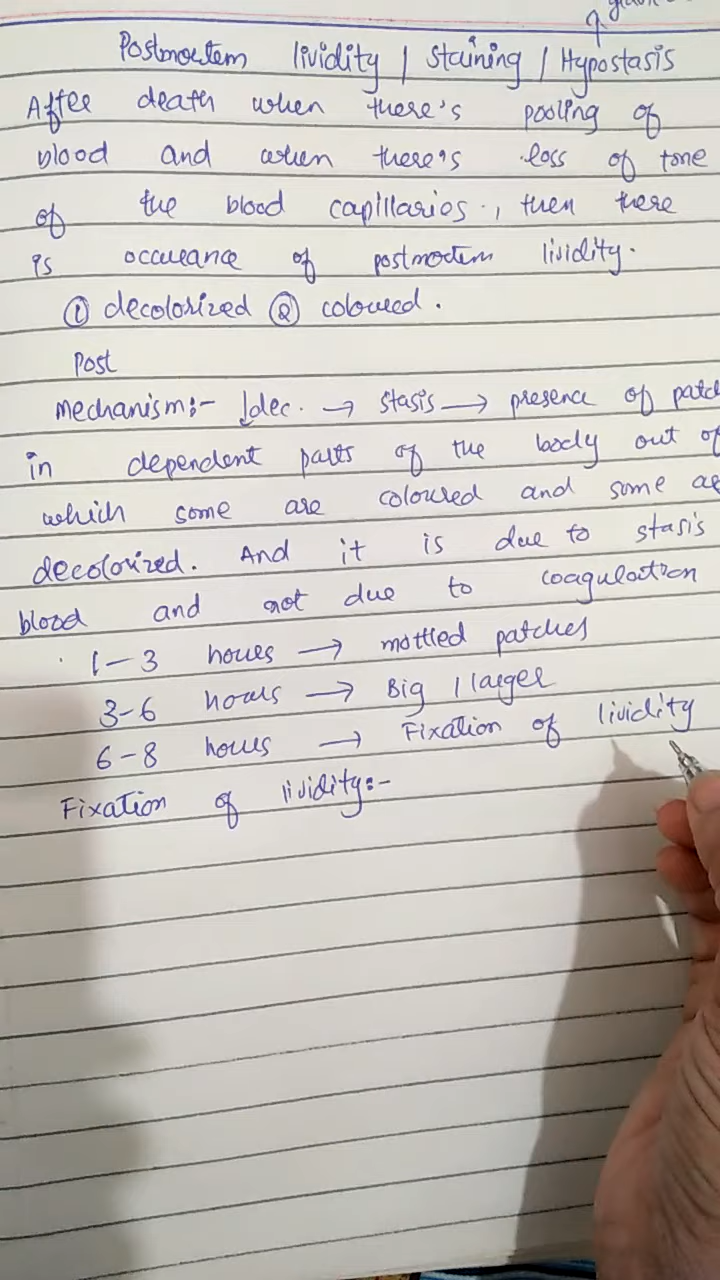 Postmortem lividity / Staining / Hypostasis
After death when there's pooling of
blood and when there's loss of tone
of the blood capillaries, then there
is occurance of postmortem lividity.
① decolorized ② coloured.
Post
Mechanism:- ↓dec. → stasis → presence of patc
in dependent parts of the body out of
which some are coloured and some a
decolorized. And it is due to stasis
blood and not due to coagulation
1-3 hours → mottled patches
3-6 hours → Big / larger
6-8 hours → Fixation of lividity
Fixation of lividity:-